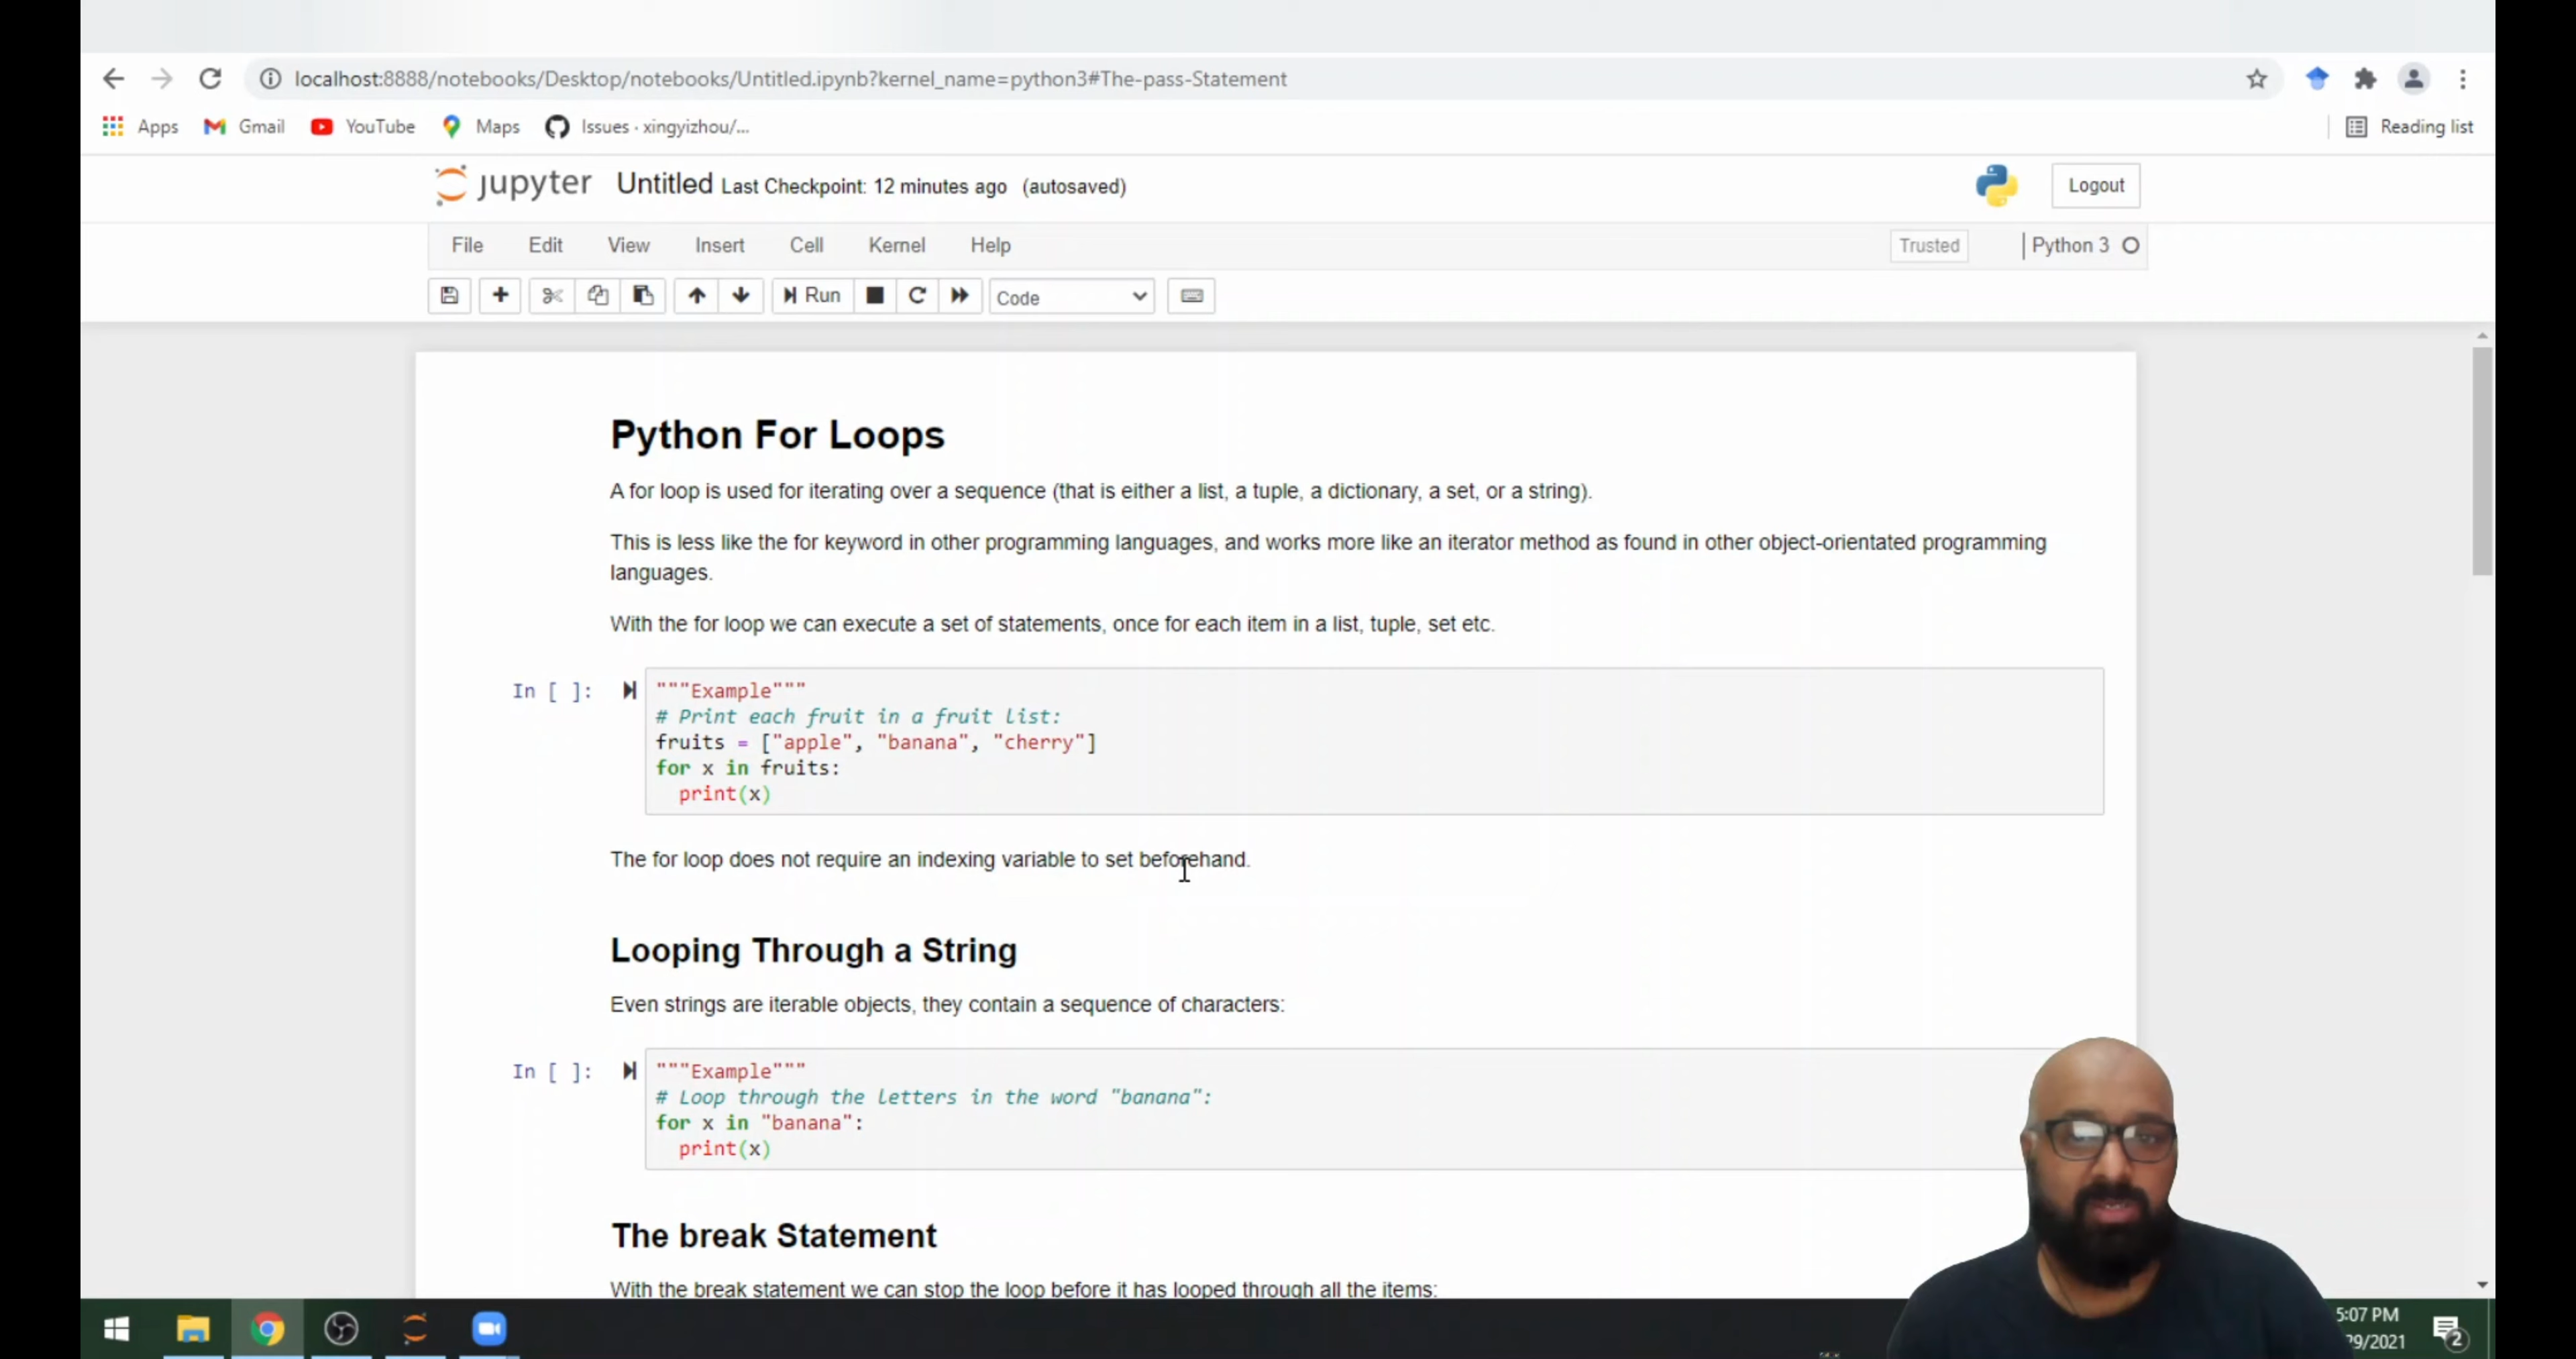 localhost:8888/notebooks/Desktop/notebooks/Untitled.ipynb?kernel_name=python3#The-pass-Statement
Apps Gmail YouTube Maps Issues · xingyizhou/... Reading list
jupyter Untitled Last Checkpoint: 12 minutes ago (autosaved) Logout
File Edit View Insert Cell Kernel Help Trusted Python 3
Run Code
Python For Loops
A for loop is used for iterating over a sequence (that is either a list, a tuple, a dictionary, a set, or a string).
This is less like the for keyword in other programming languages, and works more like an iterator method as found in other object-orientated programming
languages.
With the for loop we can execute a set of statements, once for each item in a list, tuple, set etc.
In [ ]: """Example"""
# Print each fruit in a fruit list:
fruits = ["apple", "banana", "cherry"]
for x in fruits:
  print(x)
The for loop does not require an indexing variable to set beforehand.
Looping Through a String
Even strings are iterable objects, they contain a sequence of characters:
In [ ]: """Example"""
# Loop through the letters in the word "banana":
for x in "banana":
  print(x)
The break Statement
With the break statement we can stop the loop before it has looped through all the items:
5:07 PM
29/2021
2